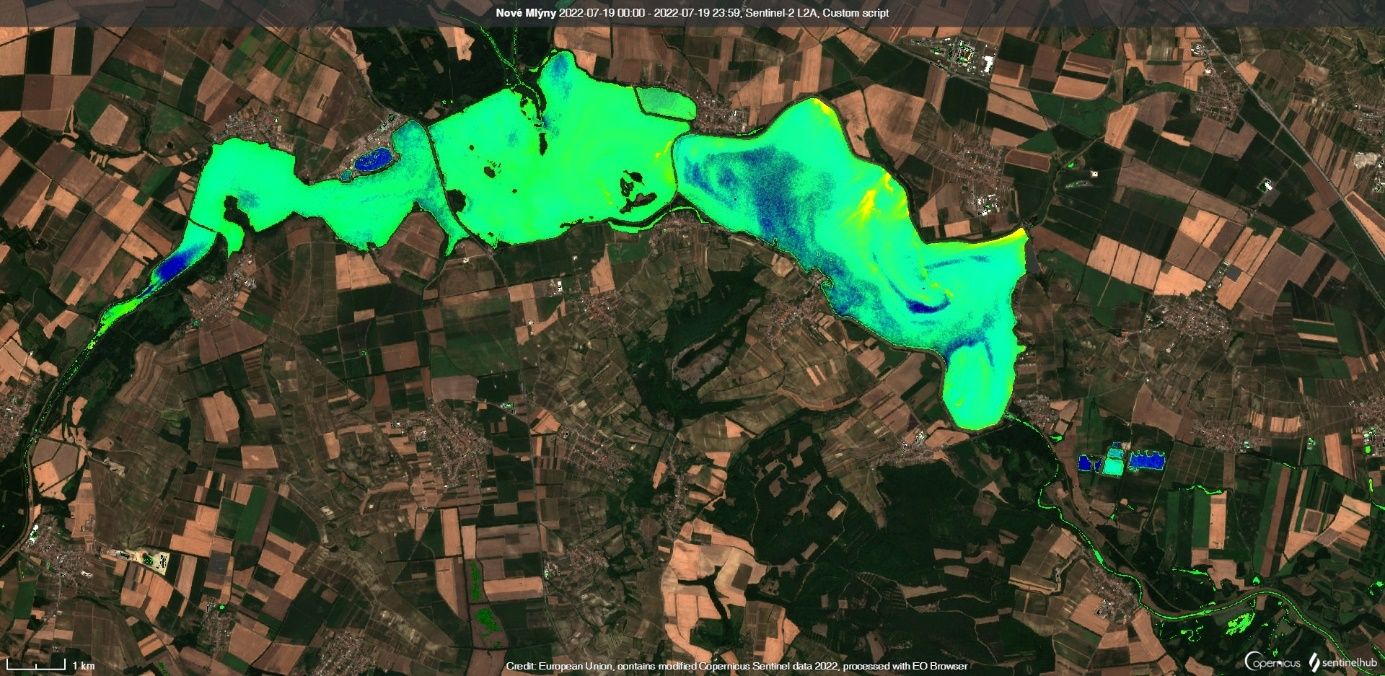 Nové Mlýny 2022-07-19 00:00 - 2022-07-19 23:59, Sentinel-2 L2A, Custom script
1 km
Credit: European Union, contains modified Copernicus Sentinel data 2022, processed with EO Browser
opernicus
sentinelhub